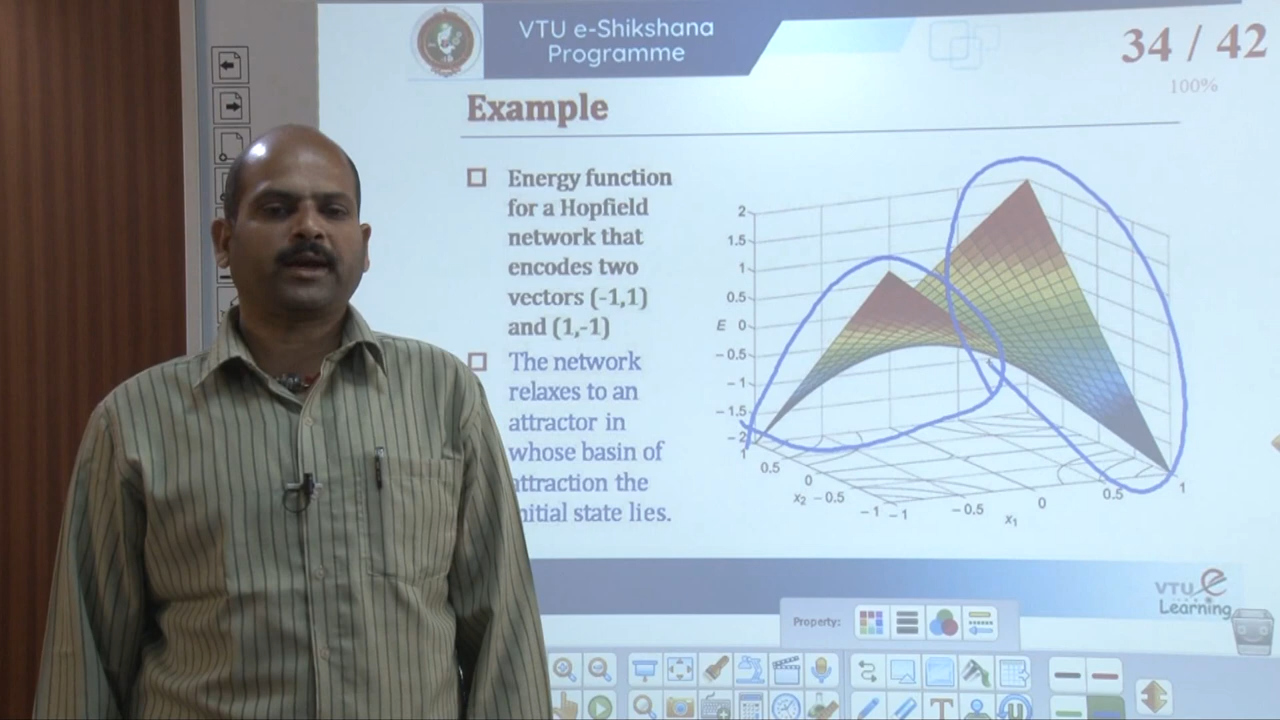 VTU e-Shikshana
Programme
34 / 42
100%
Example
Energy function
for a Hopfield
network that
encodes two
vectors (-1,1)
and (1,-1)
The network
relaxes to an
attractor in
whose basin of
attraction the
initial state lies.
2
1.5
1
0.5
E 0
-0.5
-1
-1.5
-2
1
0.5
0
x2 -0.5
-1 -1
-0.5
x1
0
0.5
1
VTU e
Learning
Property:
T